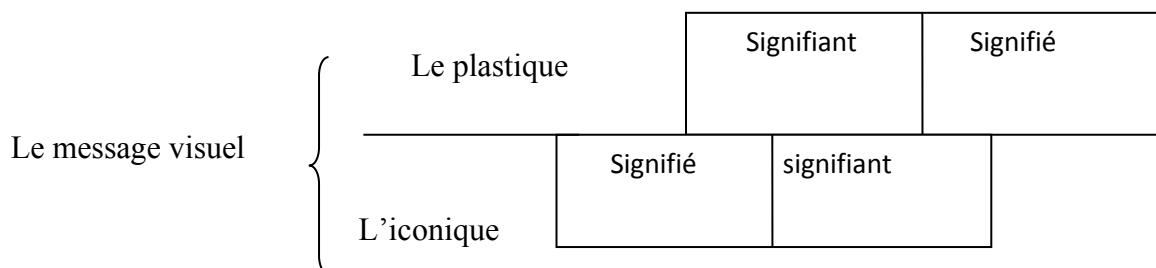 Signifiant Signifié
Le plastique
Le message visuel
Signifié signifiant
L’iconique